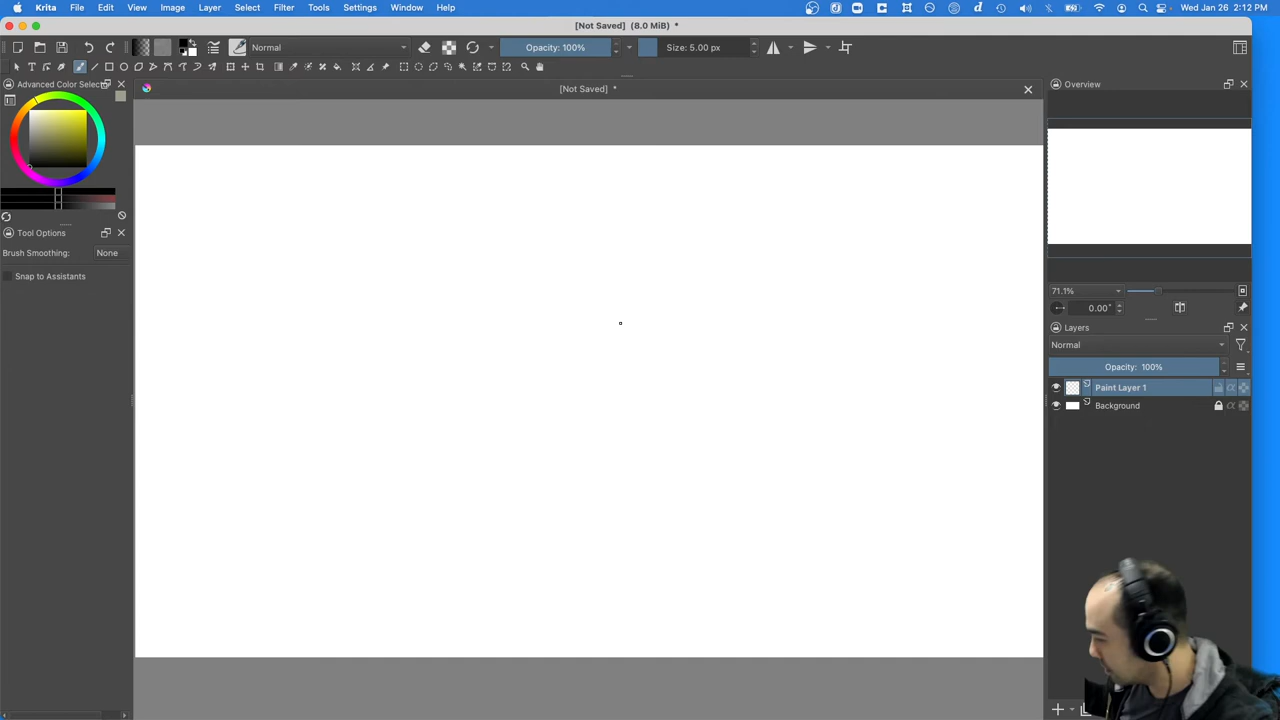 Krita File Edit View Image Layer Select Filter Tools Settings Window Help Wed Jan 26 2:12 PM
[Not Saved] (8.0 MiB) *
Normal Opacity: 100% Size: 5.00 px
Advanced Color Select [Not Saved] * Overview
Tool Options
Brush Smoothing: None
Snap to Assistants
71.1%
0.00°
Layers
Normal
Opacity: 100%
Paint Layer 1
Background